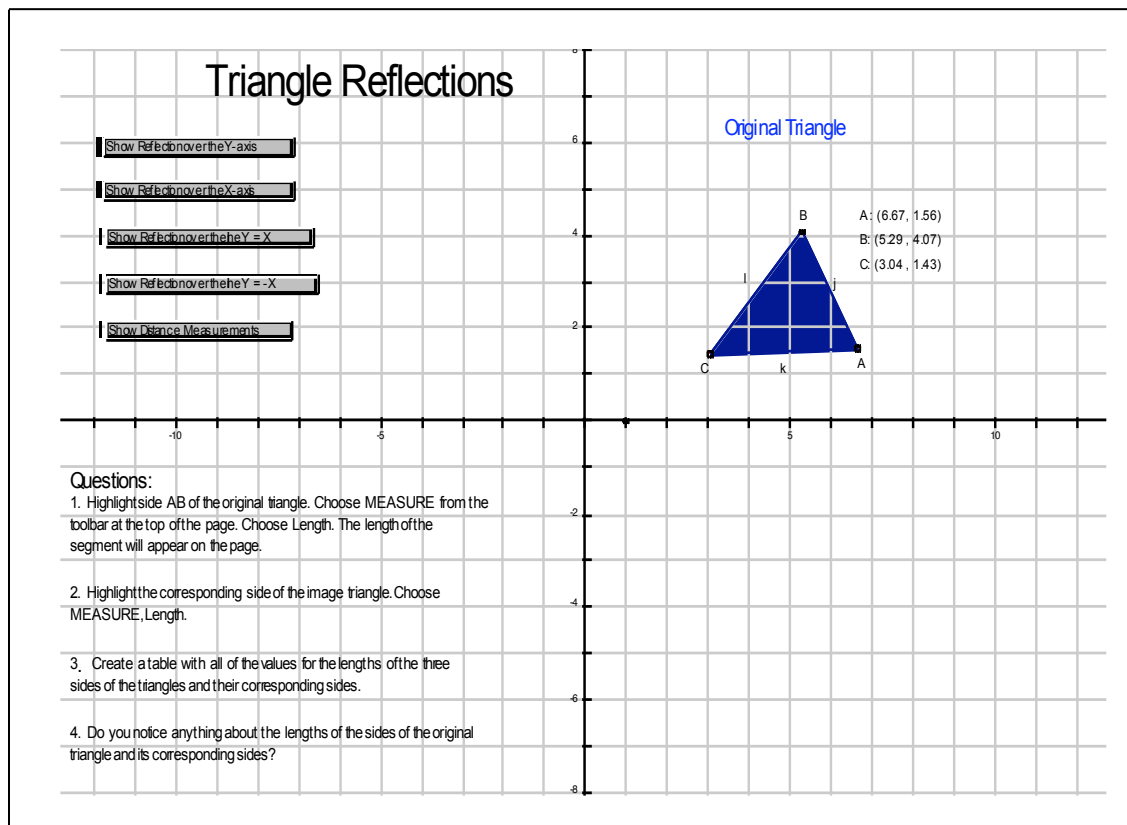 Triangle Reflections
Original Triangle
Show Reflection over the Y-axis
Show Reflection over the X-axis
Show Reflection over the lne Y = X
Show Reflection over the lne Y = -X
Show Distance Measurements
A: (6.67, 1.56)
B: (5.29 , 4.07)
C: (3.04 , 1.43)
B
l
j
C
k
A
8
6
4
2
-10
-5
5
10
-2
-4
-6
-8
Questions:
1. Highlight side AB of the original triangle. Choose MEASURE from the
toolbar at the top of the page. Choose Length. The length of the
segment will appear on the page.
2. Highlight the corresponding side of the image triangle. Choose
MEASURE, Length.
3. Create a table with all of the values for the lengths of the three
sides of the triangles and their corresponding sides.
4. Do you notice anything about the lengths of the sides of the original
triangle and its corresponding sides?